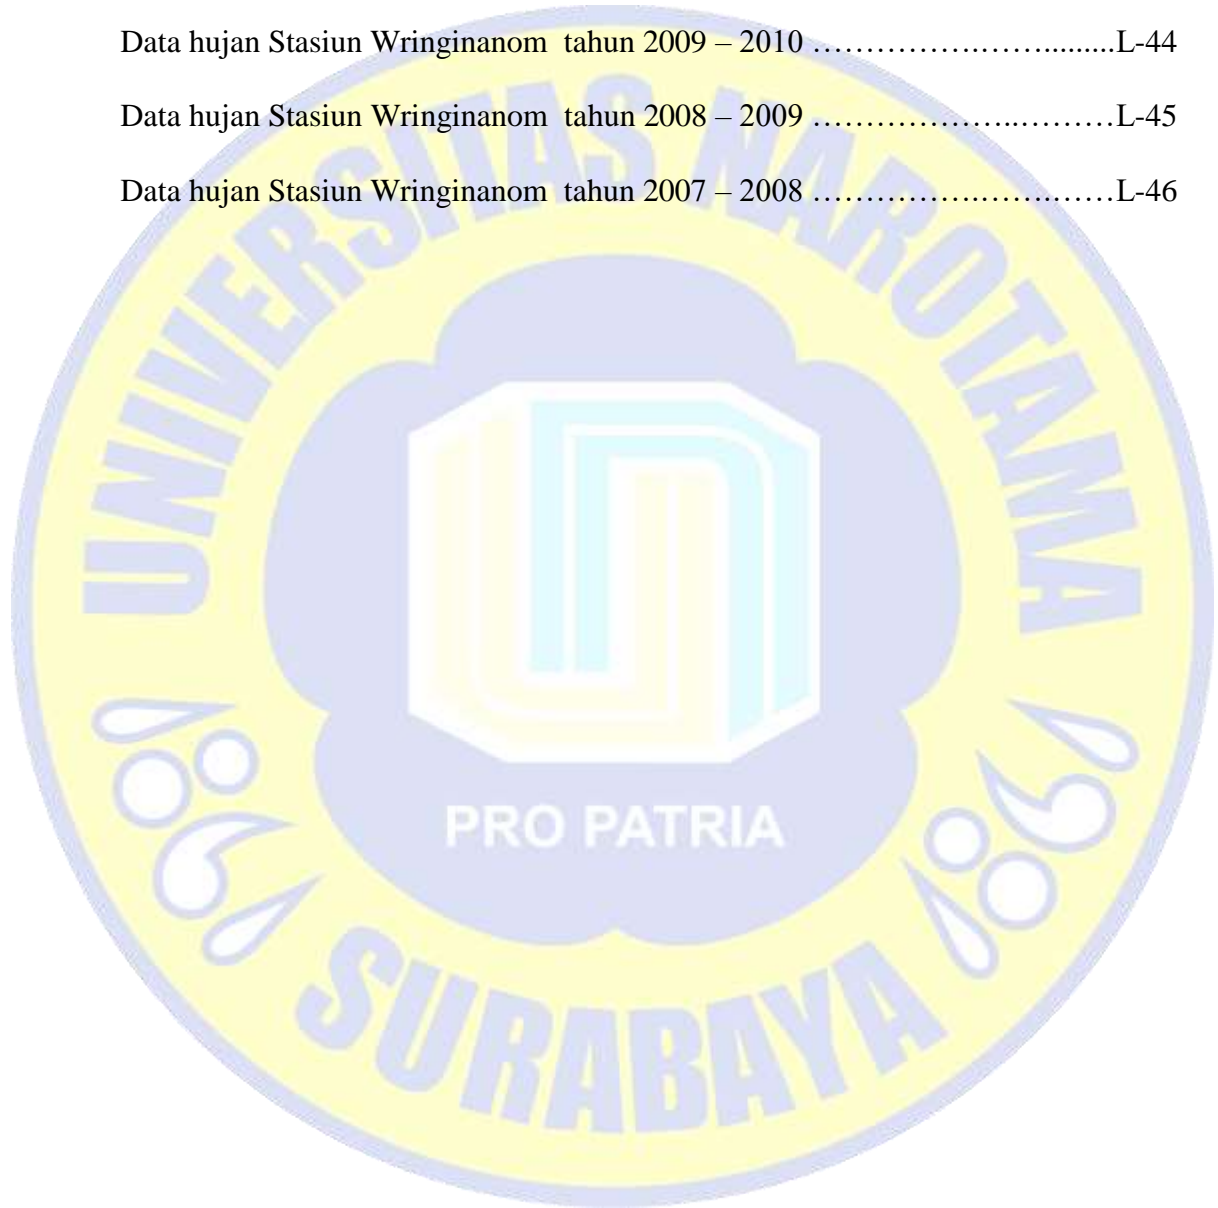 Data hujan Stasiun Wringinanom  tahun 2009 – 2010 …………….…….........L-44
Data hujan Stasiun Wringinanom  tahun 2008 – 2009 ………………..………L-45
Data hujan Stasiun Wringinanom  tahun 2007 – 2008 …………….…….……L-46
UNIVERSITAS NAROTAMA
PRO PATRIA
SURABAYA